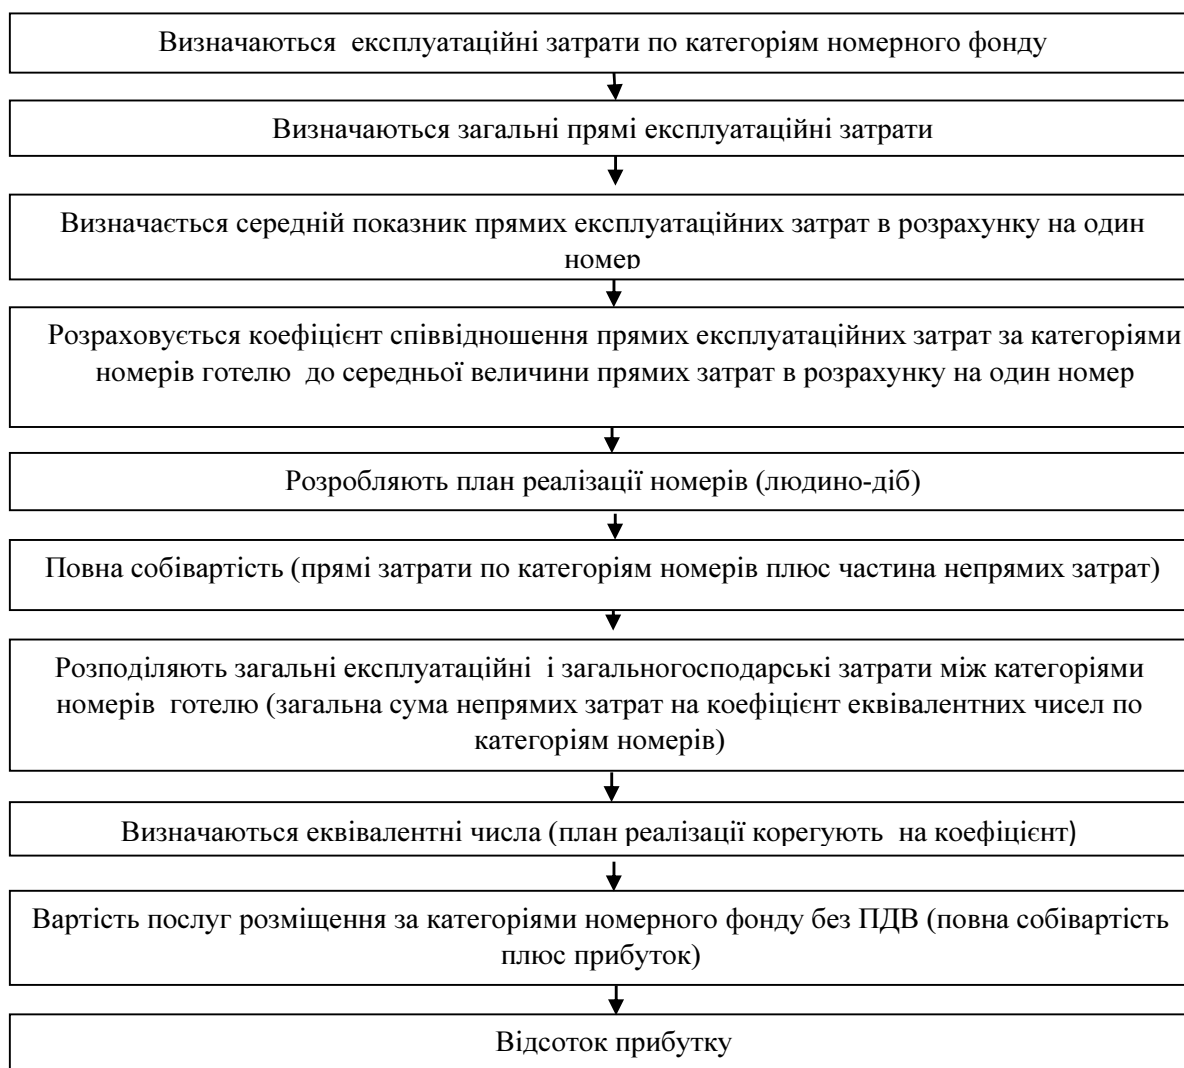 Визначаються експлуатаційні затрати по категоріям номерного фонду
Визначаються загальні прямі експлуатаційні затрати
Визначається середній показник прямих експлуатаційних затрат в розрахунку на один
номер
Розраховується коефіцієнт співвідношення прямих експлуатаційних затрат за категоріями
номерів готелю до середньої величини прямих затрат в розрахунку на один номер
Розробляють план реалізації номерів (людино-діб)
Повна собівартість (прямі затрати по категоріям номерів плюс частина непрямих затрат)
Розподіляють загальні експлуатаційні і загальногосподарські затрати між категоріями
номерів готелю (загальна сума непрямих затрат на коефіцієнт еквівалентних чисел по
категоріям номерів)
Визначаються еквівалентні числа (план реалізації корегують на коефіцієнт)
Вартість послуг розміщення за категоріями номерного фонду без ПДВ (повна собівартість
плюс прибуток)
Відсоток прибутку